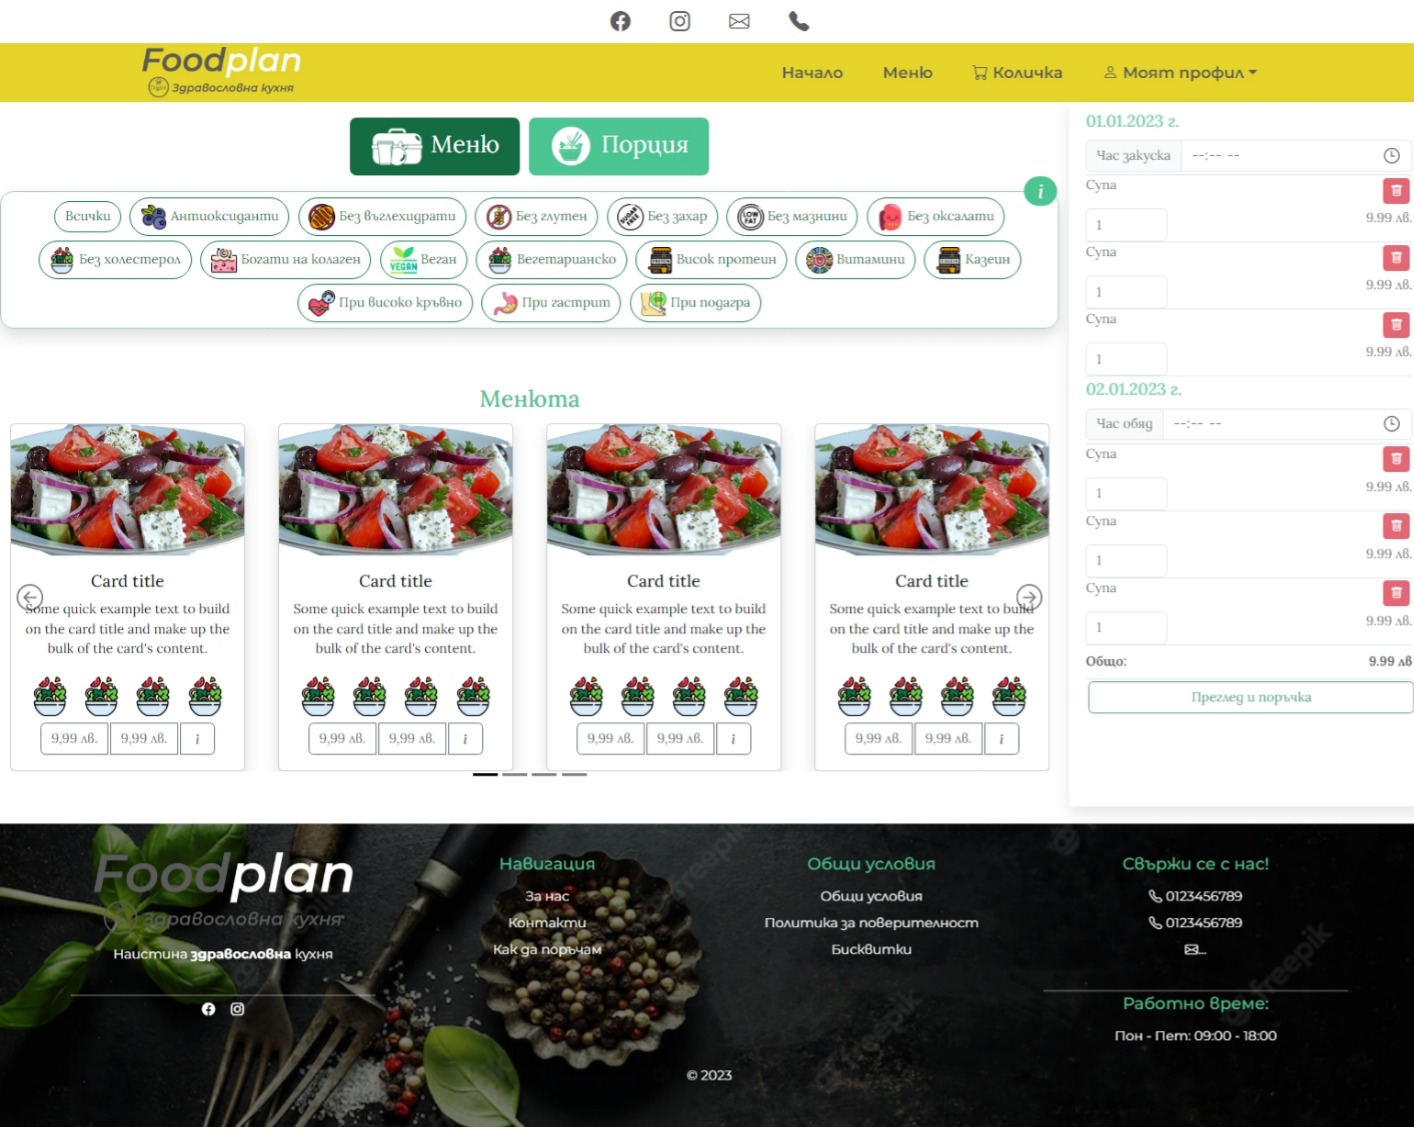 Foodplan
Здравословна кухня
Начало
Меню
Количка
Моят профил
Меню
Порция
i
Всички
Антиоксиданти
Без въглехидрати
Без глутен
Без захар
Без мазнини
Без оксалати
Без холестерол
Богати на колаген
Веган
Вегетарианско
Висок протеин
Витамини
Казеин
При високо кръвно
При гастрит
При подагра
Менюта
Card title
Some quick example text to build
on the card title and make up the
bulk of the card's content.
9,99 лв.
9,99 лв.
i
Card title
Some quick example text to build
on the card title and make up the
bulk of the card's content.
9,99 лв.
9,99 лв.
i
Card title
Some quick example text to build
on the card title and make up the
bulk of the card's content.
9,99 лв.
9,99 лв.
i
Card title
Some quick example text to build
on the card title and make up the
bulk of the card's content.
9,99 лв.
9,99 лв.
i
01.01.2023 г.
Час закуска --:-- --
Супа
9.99 лв.
1
Супа
9.99 лв.
1
Супа
9.99 лв.
1
02.01.2023 г.
Час обяд --:-- --
Супа
9.99 лв.
1
Супа
9.99 лв.
1
Супа
9.99 лв.
1
Общо: 9.99 лв
Преглед и поръчка
Foodplan
Здравословна кухня
Наистина здравословна кухня
Навигация
За нас
Контакти
Как да поръчам
Общи условия
Общи условия
Политика за поверителност
Бисквитки
Свържи се с нас!
0123456789
0123456789
...
Работно време:
Пон - Пет: 09:00 - 18:00
© 2023